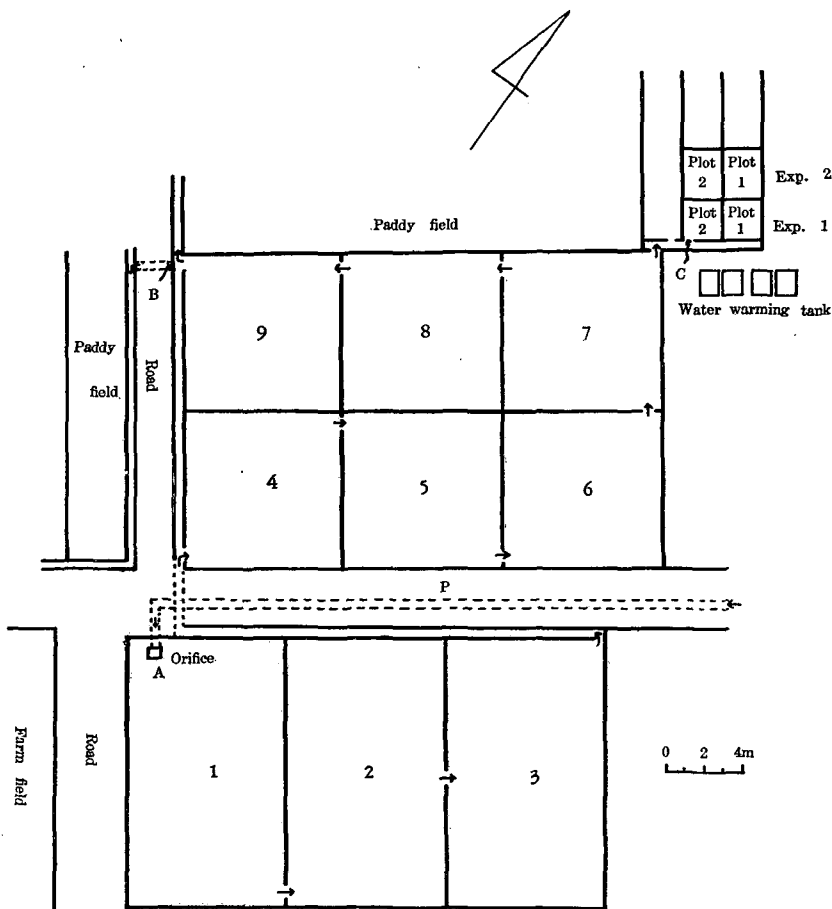 Plot
2
Plot
1
Exp. 2
Plot
2
Plot
1
Exp. 1
Paddy field
B
C
Water warming tank
Paddy
field
Road
9
8
7
4
5
6
P
Orifice
A
Farm field
Road
1
2
3
0 2 4m